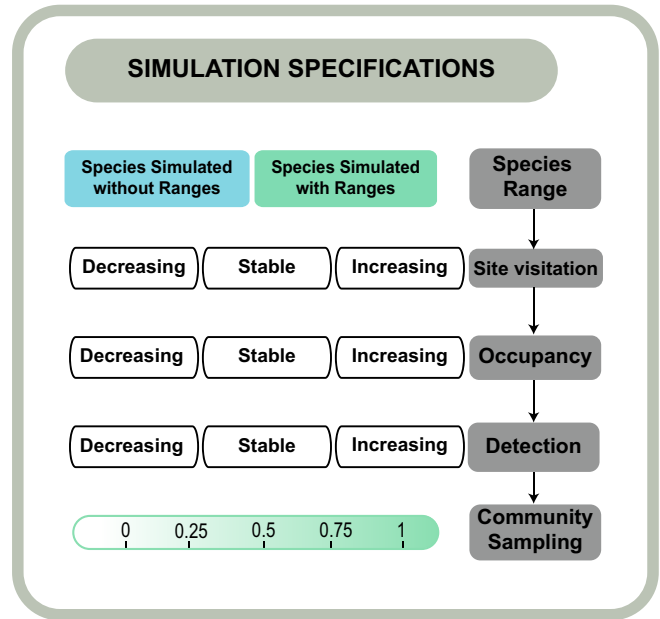 SIMULATION SPECIFICATIONS
Species Simulated
without Ranges
Species Simulated
with Ranges
Species
Range
Decreasing Stable Increasing Site visitation
Decreasing Stable Increasing Occupancy
Decreasing Stable Increasing Detection
0 0.25 0.5 0.75 1
Community
Sampling